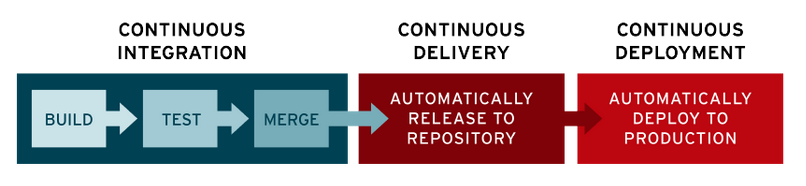 CONTINUOUS
INTEGRATION
CONTINUOUS
DELIVERY
CONTINUOUS
DEPLOYMENT
BUILD
TEST
MERGE
AUTOMATICALLY
RELEASE TO
REPOSITORY
AUTOMATICALLY
DEPLOY TO
PRODUCTION